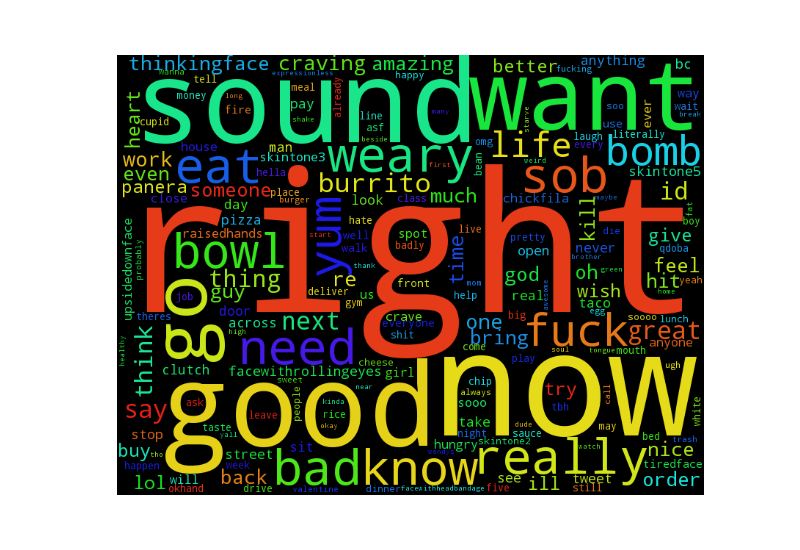 thinkingface craving amazing
better anything bc
wanna expressionless happy fucking
tell long meal already
money shake many
sound want
heart cupid fire pay line ever way wait
asf soo use break
house man beside starve omg life laugh literally
work eat skintone3 weary bean every bomb
even hella first weird skintone5
panera someone place burrito much sob id
close day burger look class chickfila kill fat boy
pizza hate spot pretty die give
raisedhands yum well badly live open never qdoba
upsidedownface probably bowl start walk time maybe feel
right
thing re thank front god oh brother green hit yeah
guy us mom real wish home
job deliver gym help awesome taco
theres door crave big egg soooo lunch
go across next everyone one great
high shit bring fuck anyone
think need come soul tongue mouth
healthy clutch cheese play ugh
facewithrollingeyes girl
sweet near chip try call
good now
say ask leave people kinda rice always sooo tbh white
taste okay take dude may
stop yall night sauce
buy tho street sit hungry skintone2 bed trash
happen week bad know vendis really watch nice
lol will back see ill tweet tiredface
okhand drive valentine dinner facewithheadbandage five still order